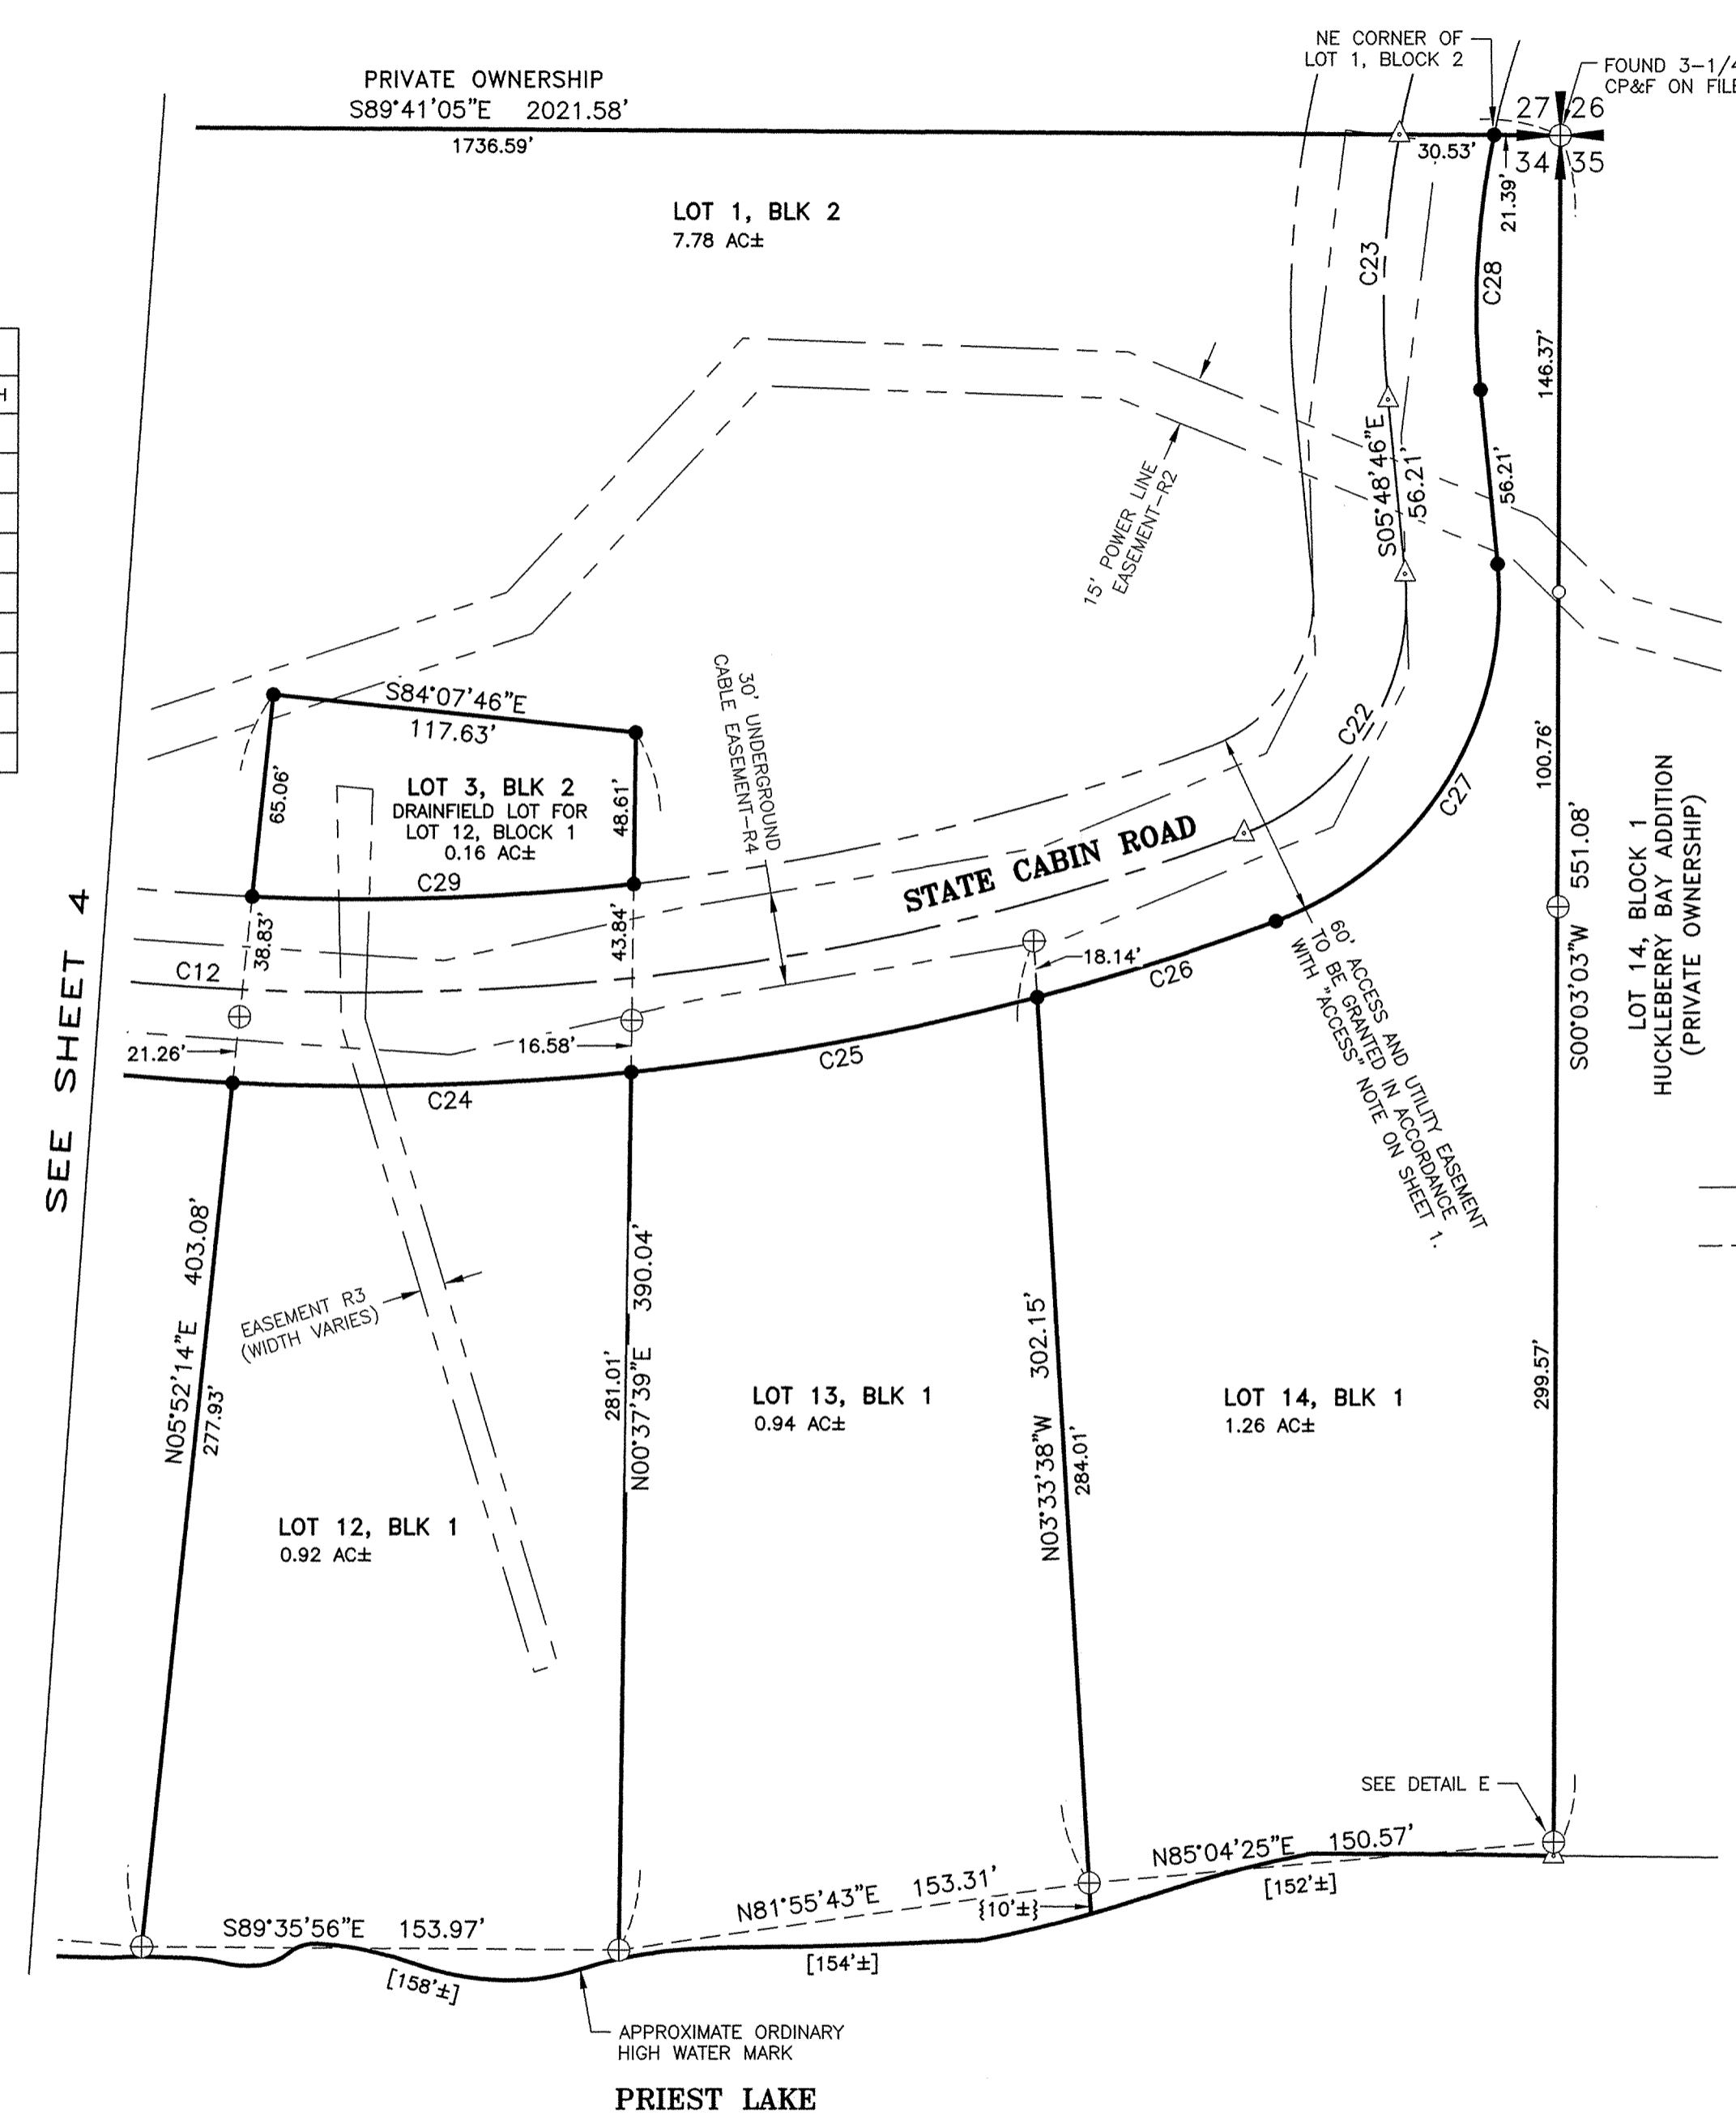 NE CORNER OF
LOT 1, BLOCK 2
FOUND 3-1/4
CP&F ON FILE
PRIVATE OWNERSHIP
S89°41'05"E 2021.58'
1736.59'
30.53'
27 26
34 35
21.39'
LOT 1, BLK 2
7.78 AC±
C23
C28
146.37'
S05°48'46"E
56.21'
56.21'
15' POWER LINE
EASEMENT-R2
S84°07'46"E
117.63'
65.06'
LOT 3, BLK 2
DRAINFIELD LOT FOR
LOT 12, BLOCK 1
0.16 AC±
48.61'
30' UNDERGROUND
CABLE EASEMENT-R4
C22
C27
100.76'
C29
STATE CABIN ROAD
SEE SHEET 4
38.83'
43.84'
C12
18.14'
C26
60' ACCESS AND UTILITY EASEMENT
TO BE GRANTED IN ACCORDANCE
WITH "ACCESS" NOTE ON SHEET 1.
S00°03'03"W 551.08'
LOT 14, BLOCK 1
HUCKLEBERRY BAY ADDITION
(PRIVATE OWNERSHIP)
21.26'
16.58'
C25
C24
N05°52'14"E 403.08'
277.93'
EASEMENT R3
(WIDTH VARIES)
281.01'
N00°37'39"E 390.04'
N03°33'38"W 302.15'
284.01'
299.57'
LOT 13, BLK 1
0.94 AC±
LOT 14, BLK 1
1.26 AC±
LOT 12, BLK 1
0.92 AC±
SEE DETAIL E
N85°04'25"E 150.57'
[152'±]
N81°55'43"E 153.31'
{10'±}
S89°35'56"E 153.97'
[154'±]
[158'±]
APPROXIMATE ORDINARY
HIGH WATER MARK
PRIEST LAKE